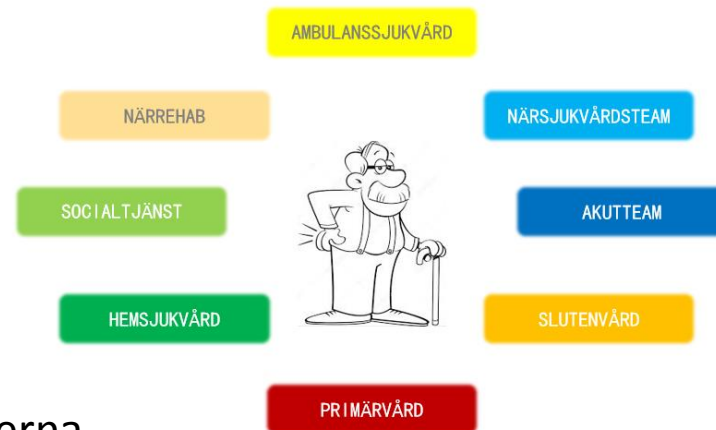 AMBULANSSJUKVÅRD
NÄRREHAB
NÄRSJUKVÅRDSTEAM
SOCIALTJÄNST
AKUTTEAM
HEMSJUKVÅRD
SLUTENVÅRD
PRIMÄRVÅRD